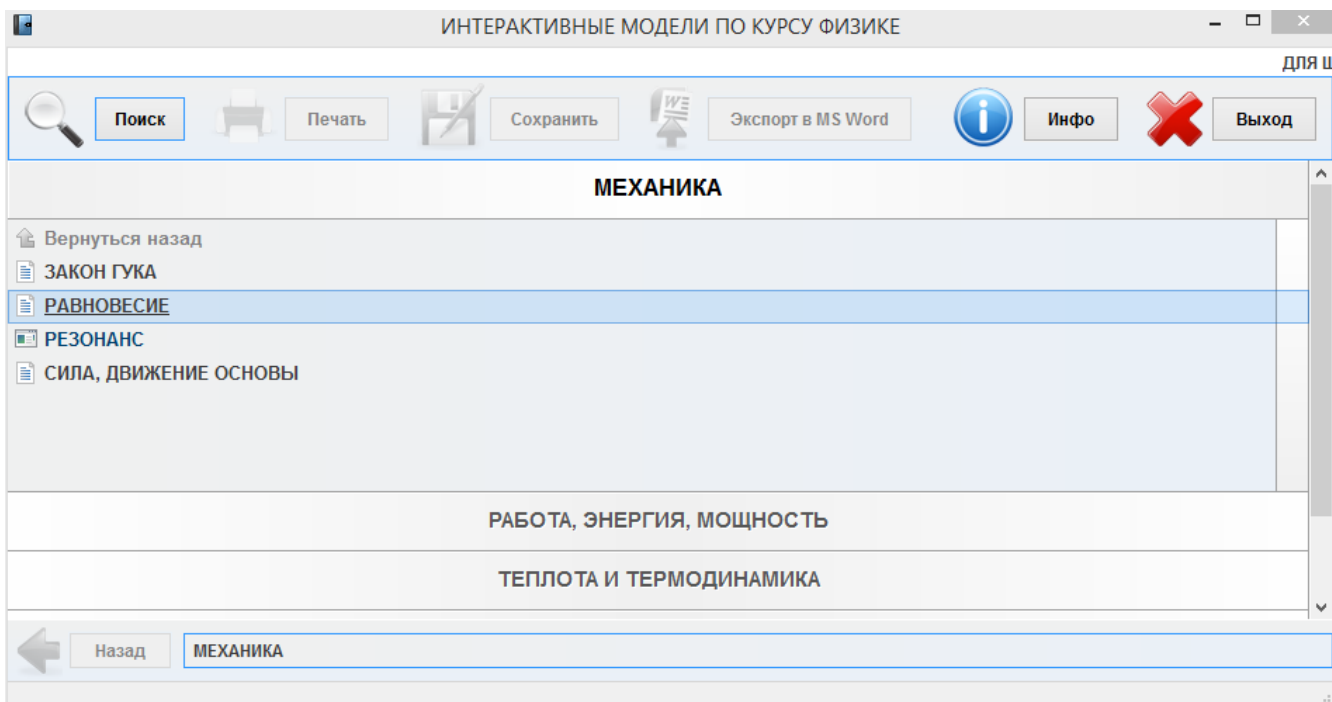 ИНТЕРАКТИВНЫЕ МОДЕЛИ ПО КУРСУ ФИЗИКЕ
ДЛЯ Ш
Поиск Печать Сохранить Экспорт в MS Word Инфо Выход
МЕХАНИКА
Вернуться назад
ЗАКОН ГУКА
РАВНОВЕСИЕ
РЕЗОНАНС
СИЛА, ДВИЖЕНИЕ ОСНОВЫ
РАБОТА, ЭНЕРГИЯ, МОЩНОСТЬ
ТЕПЛОТА И ТЕРМОДИНАМИКА
Назад МЕХАНИКА